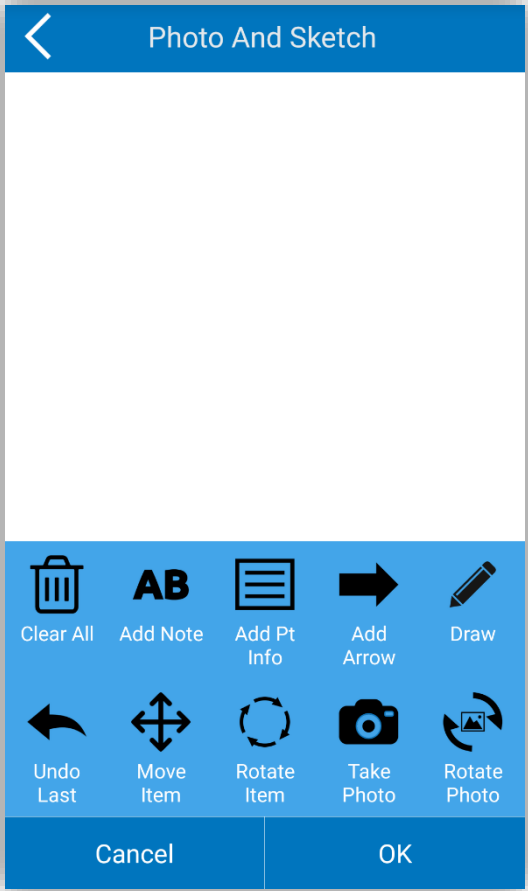 Photo And Sketch
AB
Clear All
Add Note
Add Pt
Info
Add
Arrow
Draw
Undo
Last
Move
Item
Rotate
Item
Take
Photo
Rotate
Photo
Cancel
OK